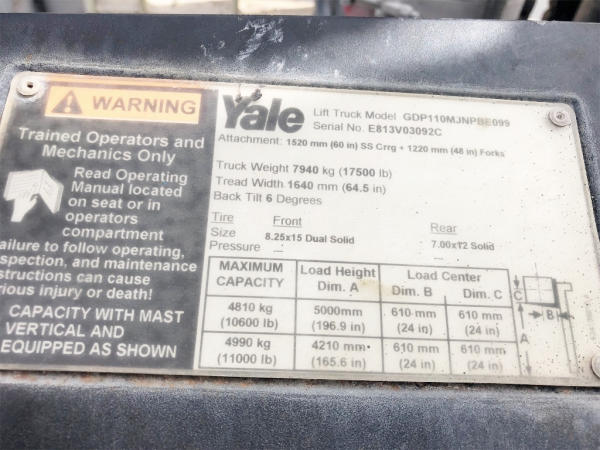 WARNING
Trained Operators and
Mechanics Only
Read Operating
Manual located
on seat or in
operators
compartment
ailure to follow operating,
spection, and maintenance
structions can cause
rious injury or death!
CAPACITY WITH MAST
VERTICAL AND
EQUIPPED AS SHOWN
Yale
Lift Truck Model GDP110MJNPBE099
Serial No. E813V03092C
Attachment: 1520 mm (60 in) SS Crrg + 1220 mm (48 in) Forks
Truck Weight 7940 kg (17500 lb)
Tread Width 1640 mm (64.5 in)
Back Tilt 6 Degrees
Tire Front Rear
Size 8.25x15 Dual Solid 7.00x12 Solid
Pressure -- --
MAXIMUM CAPACITY Load Height Dim. A Load Center Dim. B Dim. C
4810 kg (10600 lb) 5000mm (196.9 in) 610 mm (24 in) 610 mm (24 in)
4990 kg (11000 lb) 4210 mm (165.6 in) 610 mm (24 in) 610 mm (24 in)
C
B
A